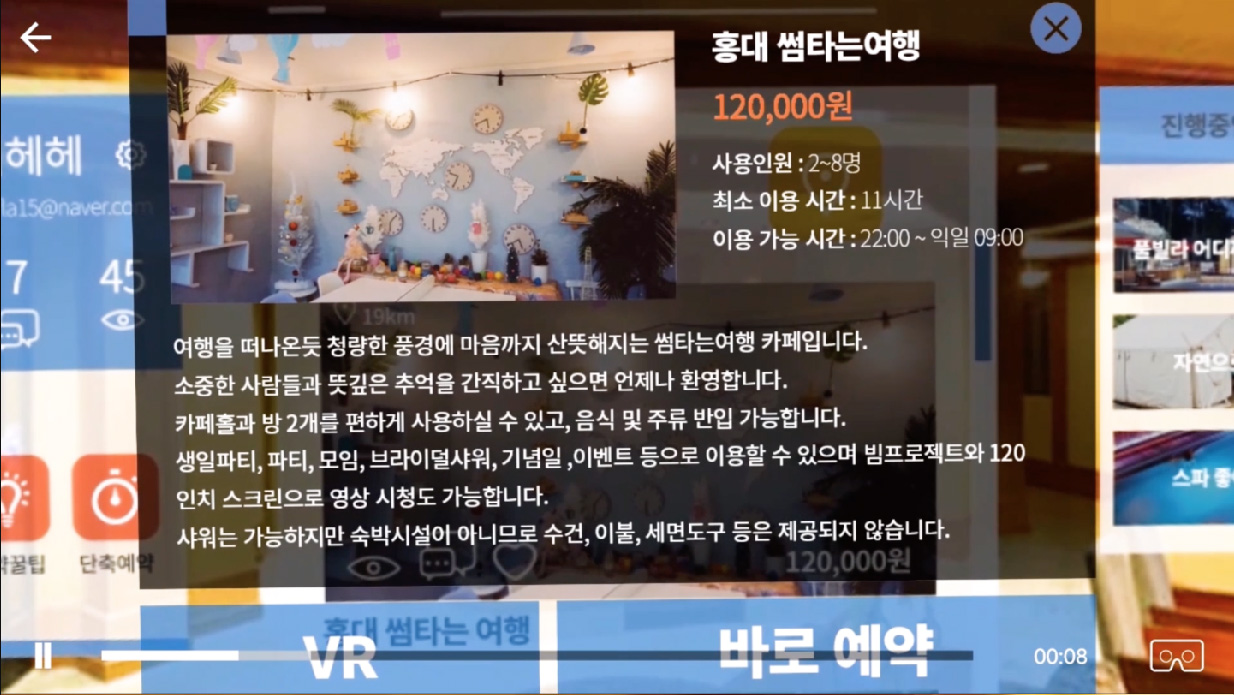 홍대 썸타는여행
120,000원
사용인원 : 2~8명
최소 이용 시간 : 11시간
이용 가능 시간 : 22:00 ~ 익일 09:00
헤헤
la15@naver.com
7 45
진행중
풀빌라 어디
자연으
스파 좋
19km
여행을 떠나온듯 청량한 풍경에 마음까지 산뜻해지는 썸타는여행 카페입니다.
소중한 사람들과 뜻깊은 추억을 간직하고 싶으면 언제나 환영합니다.
카페홀과 방 2개를 편하게 사용하실 수 있고, 음식 및 주류 반입 가능합니다.
생일파티, 파티, 모임, 브라이덜샤워, 기념일 ,이벤트 등으로 이용할 수 있으며 빔프로젝트와 120
인치 스크린으로 영상 시청도 가능합니다.
샤워는 가능하지만 숙박시설이 아니므로 수건, 이불, 세면도구 등은 제공되지 않습니다.
꿀팁 단축예약
120,000원
홍대 썸타는 여행
VR
바로 예약
00:08